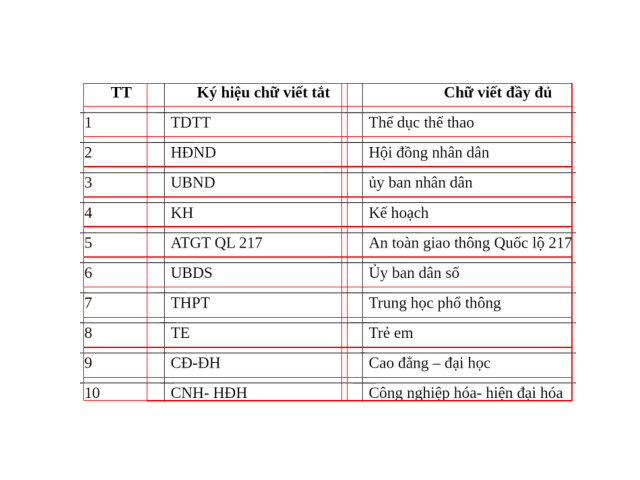 TT Ký hiệu chữ viết tắt Chữ viết đầy đủ
1 TDTT Thể dục thể thao
2 HĐND Hội đồng nhân dân
3 UBND ủy ban nhân dân
4 KH Kế hoạch
5 ATGT QL 217 An toàn giao thông Quốc lộ 217
6 UBDS Ủy ban dân số
7 THPT Trung học phổ thông
8 TE Trẻ em
9 CĐ-ĐH Cao đẳng – đại học
10 CNH- HĐH Công nghiệp hóa- hiện đại hóa